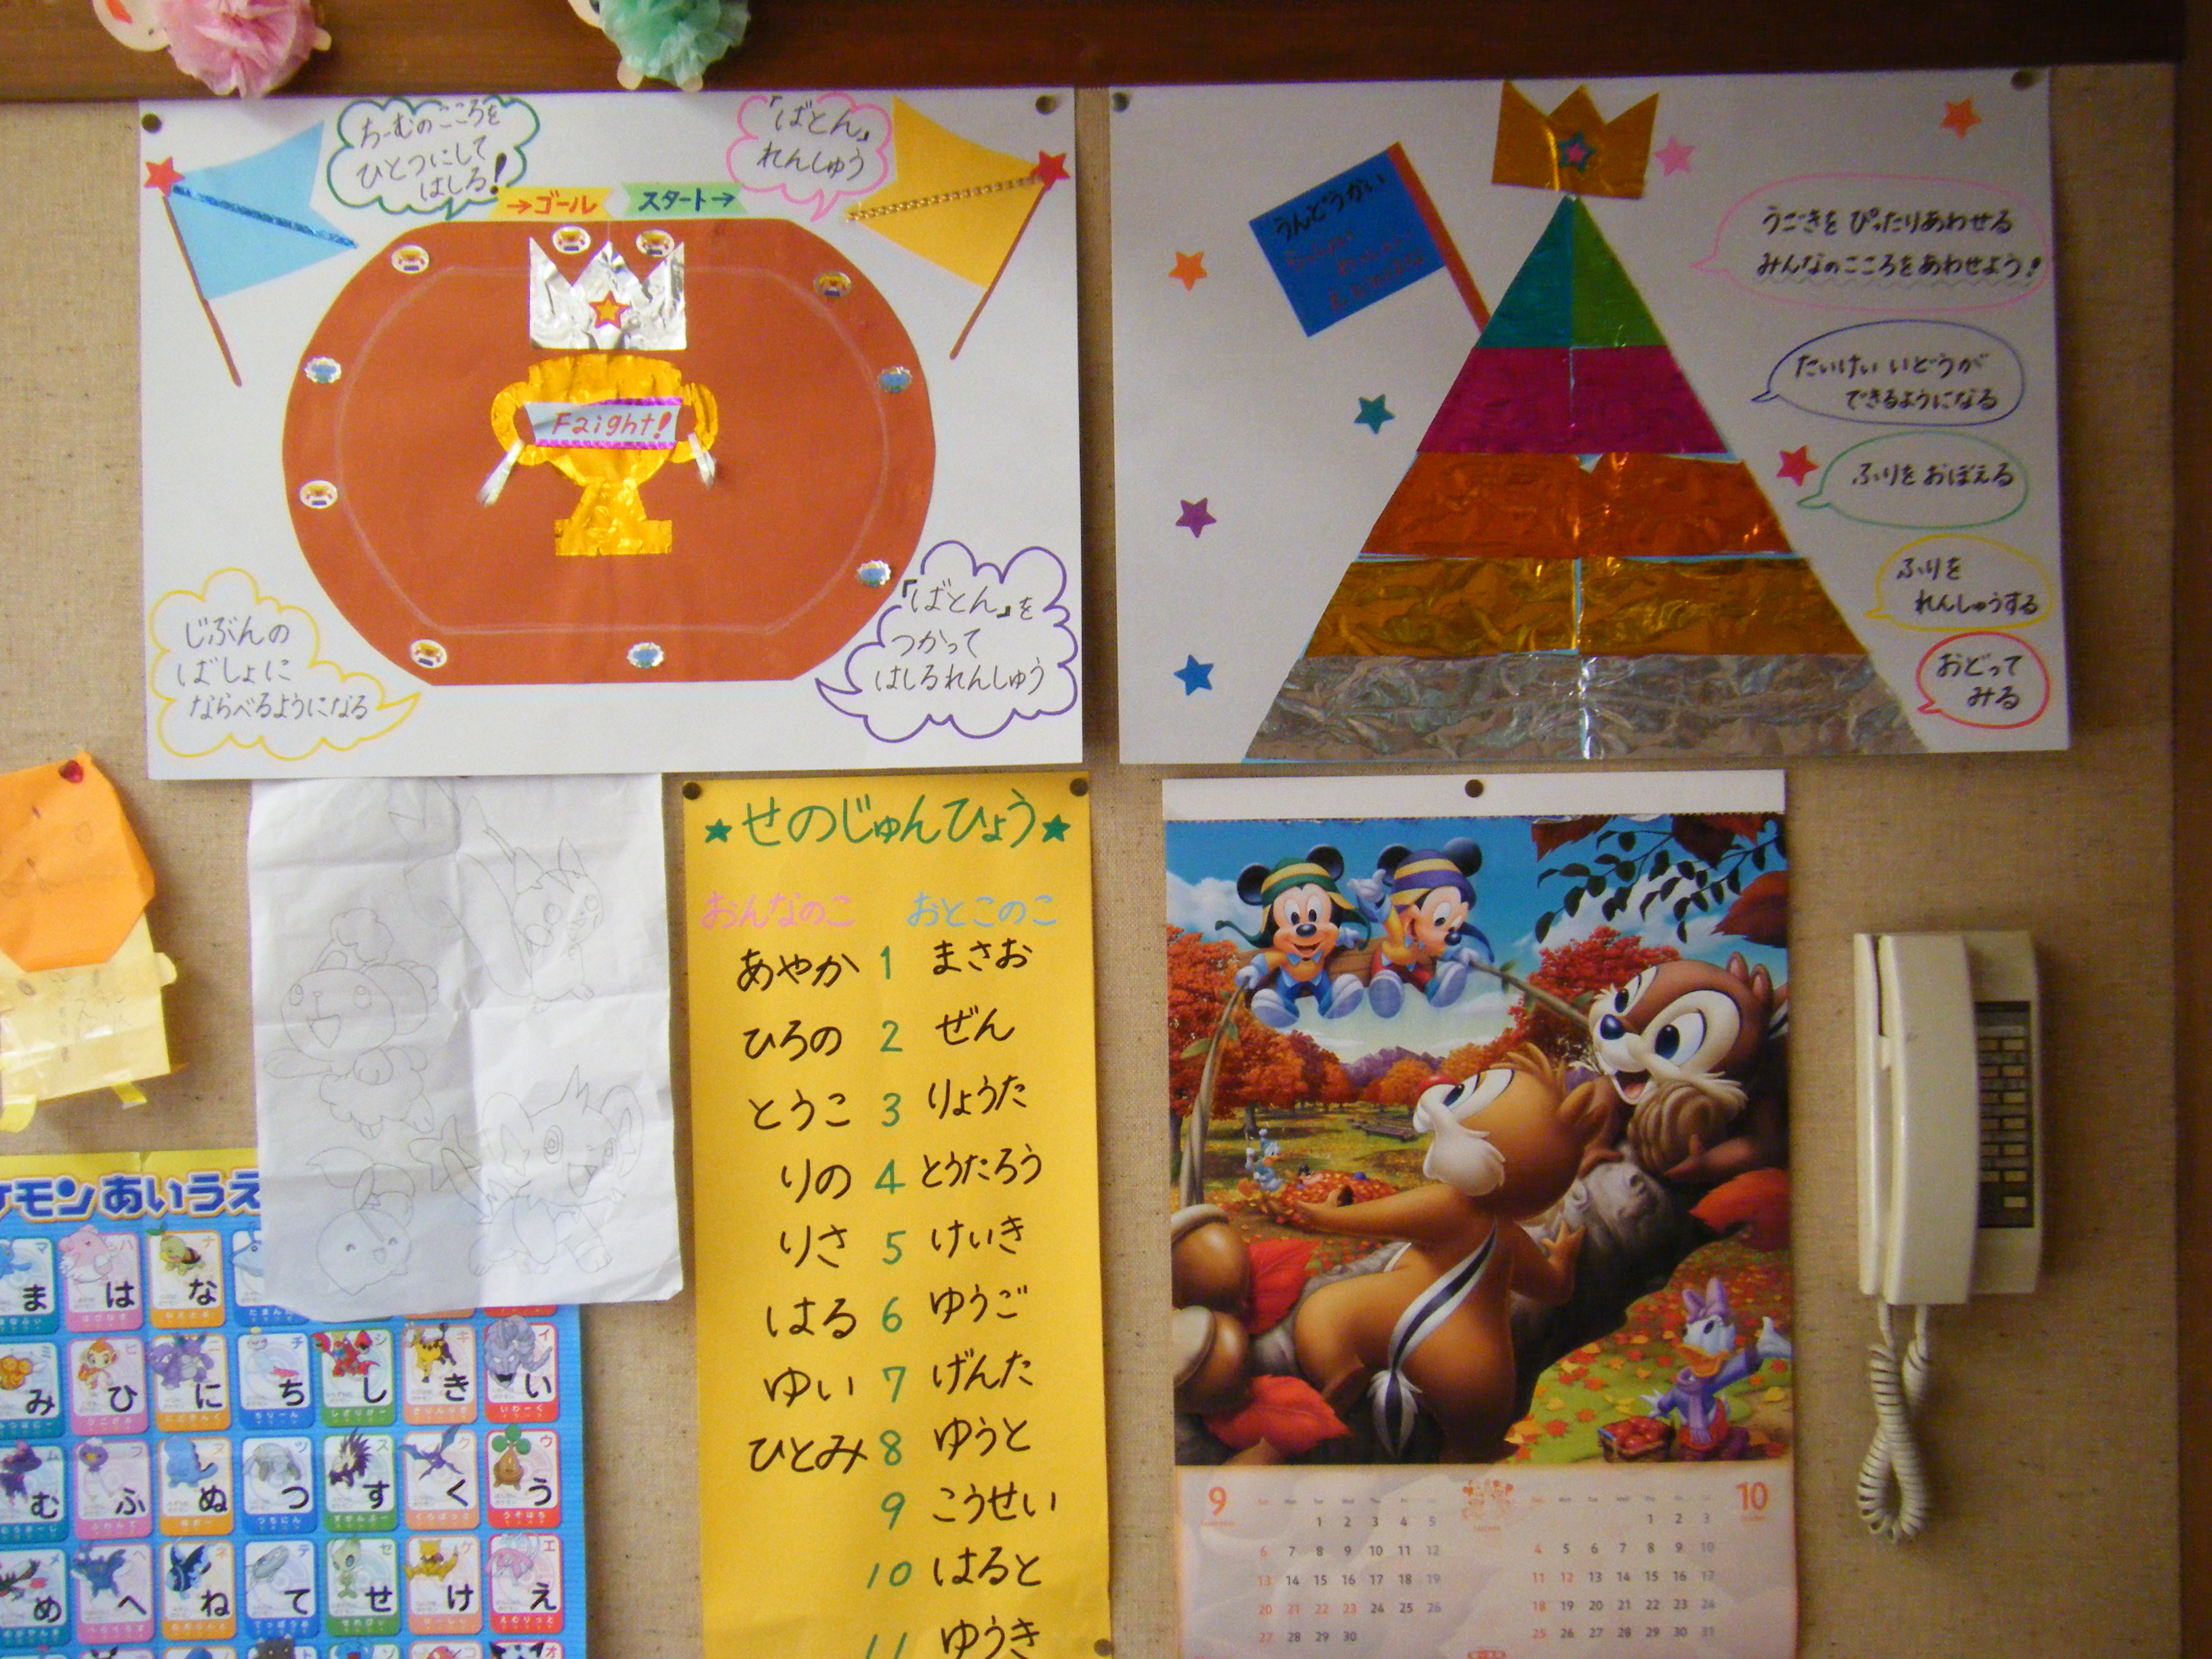 ちーむのこころを
ひとつにして
はしる!
「ばとん」
れんしゅう
→ゴール
スタート→
Faight!
じぶんの
ばしょに
ならべるようになる
「ばとん」を
つかって
はしるれんしゅう
うんどうかい
うごきを ぴったりあわせる
みんなのこころをあわせよう!
たいけい いどうが
できるようになる
ふりを おぼえる
ふりを
れんしゅうする
おどって
みる
★せのじゅんひょう★
おんなのこ おとこのこ
あやか 1 まさお
ひろの 2 ぜん
とうこ 3 りょうた
りの 4 とうたろう
りさ 5 けいき
はる 6 ゆうご
ゆい 7 げんた
ひとみ 8 ゆうと
9 こうせい
10 はると
11 ゆうき
ケモンあいうえ
ま は な
み ひ に ち し き い
む ふ ぬ つ す く う
め へ ね て せ け え
9
1 2 3 4 5
6 7 8 9 10 11 12
13 14 15 16 17 18 19
20 21 22 23 24 25 26
27 28 29 30
10
1 2 3
4 5 6 7 8 9 10
11 12 13 14 15 16 17
18 19 20 21 22 23 24
25 26 27 28 29 30 31